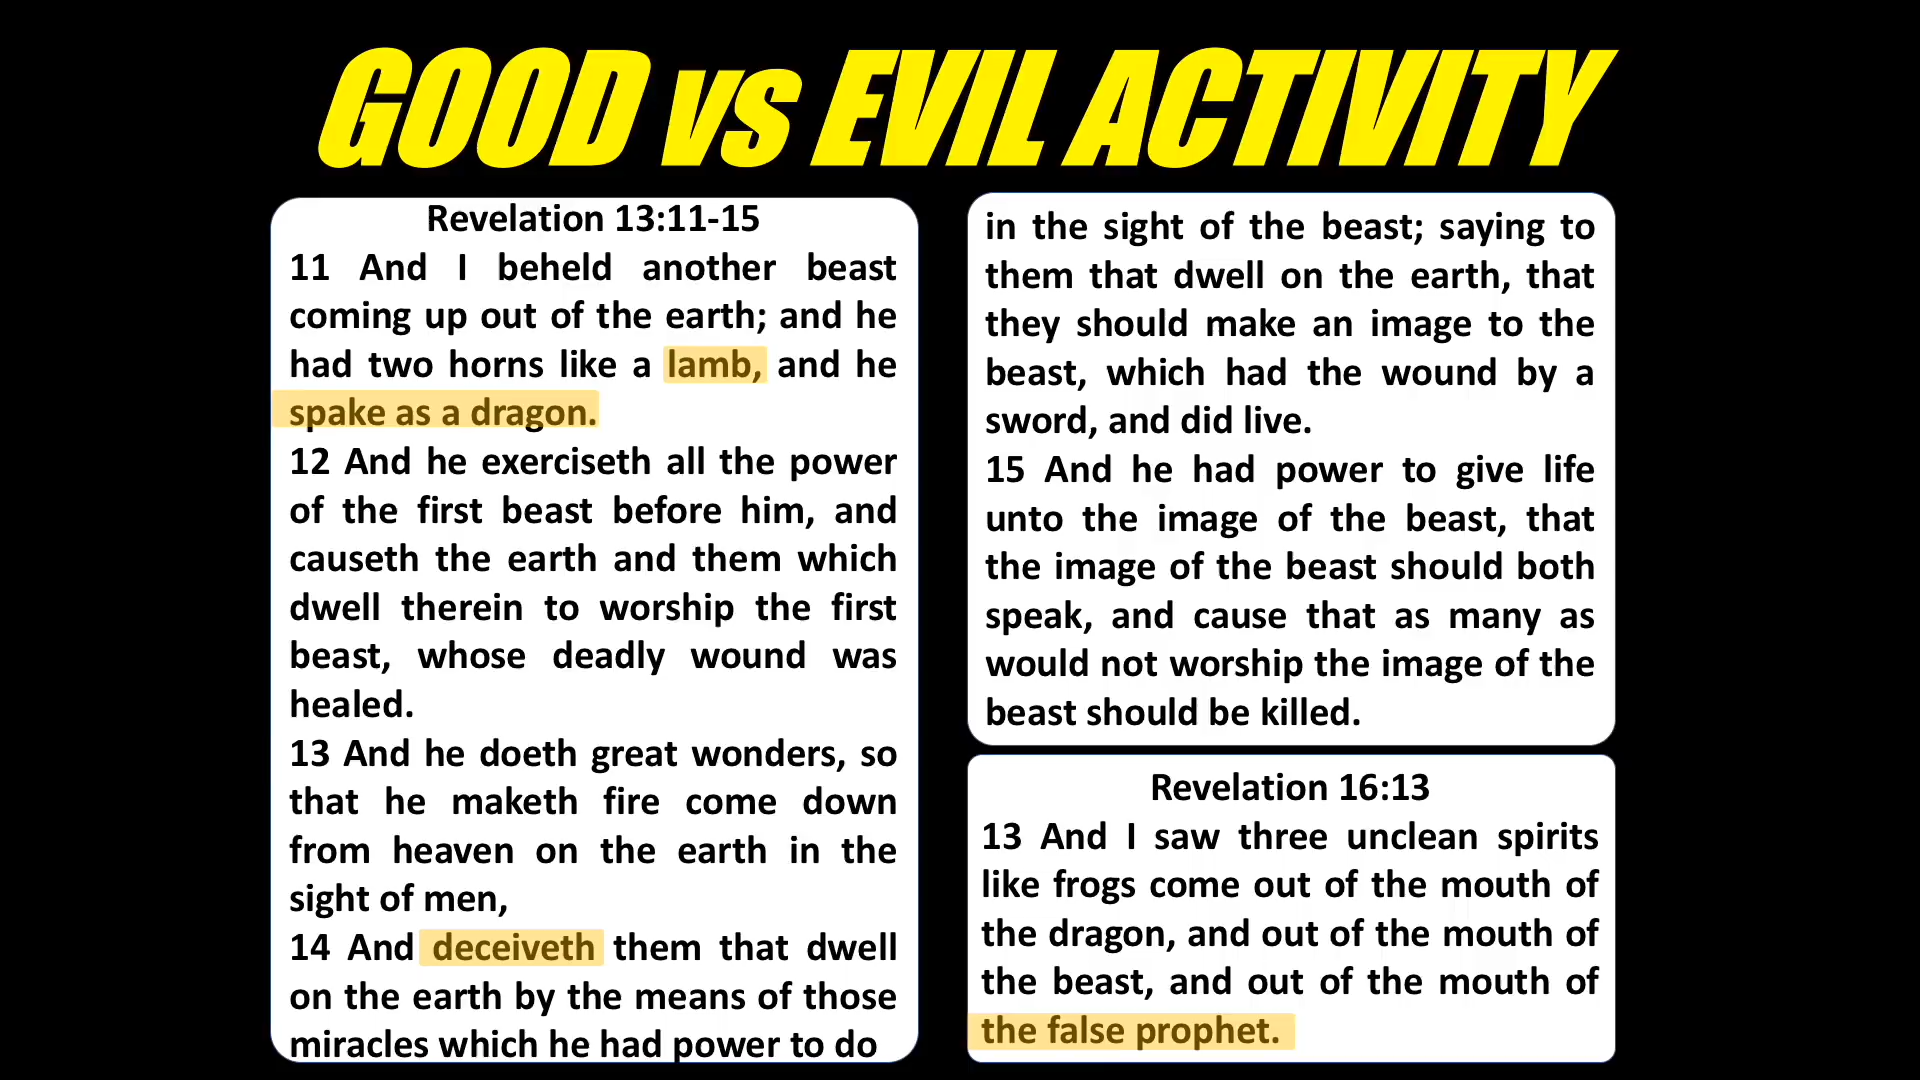 GOOD vs EVIL ACTIVITY
Revelation 13:11-15
11 And I beheld another beast
coming up out of the earth; and he
had two horns like a lamb, and he
spake as a dragon.
12 And he exerciseth all the power
of the first beast before him, and
causeth the earth and them which
dwell therein to worship the first
beast, whose deadly wound was
healed.
13 And he doeth great wonders, so
that he maketh fire come down
from heaven on the earth in the
sight of men,
14 And deceiveth them that dwell
on the earth by the means of those
miracles which he had power to do
in the sight of the beast; saying to
them that dwell on the earth, that
they should make an image to the
beast, which had the wound by a
sword, and did live.
15 And he had power to give life
unto the image of the beast, that
the image of the beast should both
speak, and cause that as many as
would not worship the image of the
beast should be killed.
Revelation 16:13
13 And I saw three unclean spirits
like frogs come out of the mouth of
the dragon, and out of the mouth of
the beast, and out of the mouth of
the false prophet.